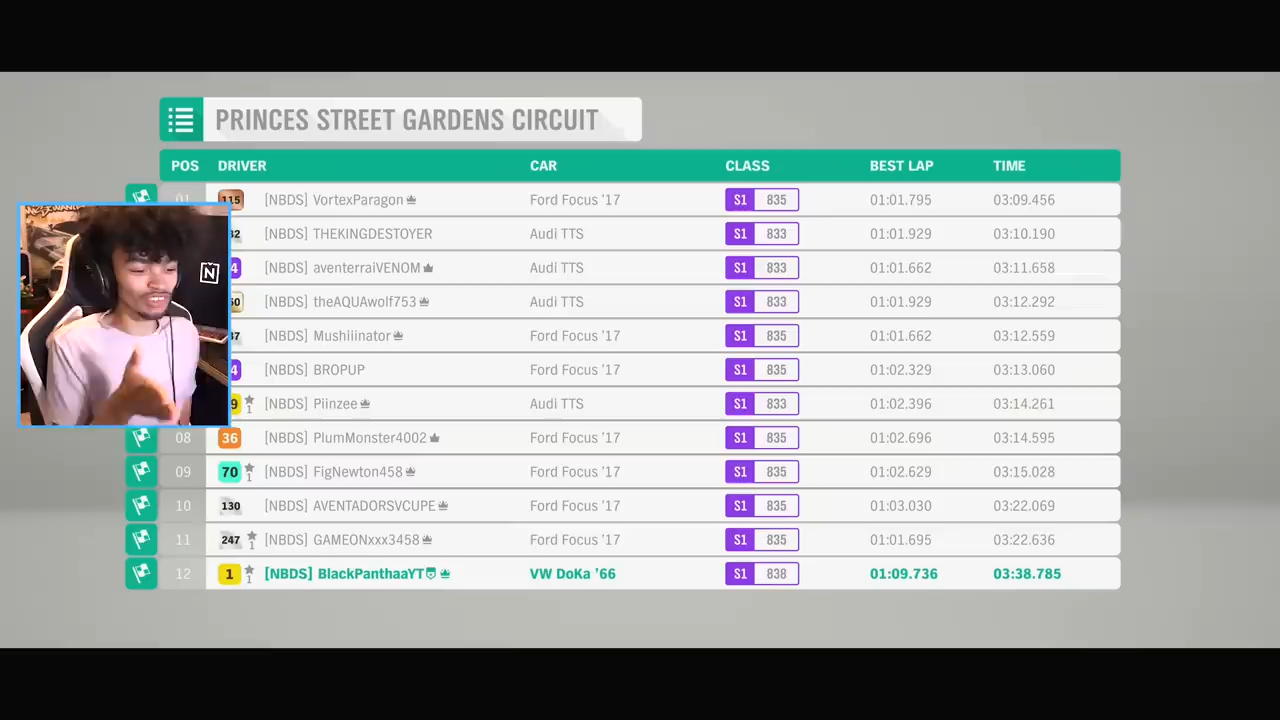 PRINCES STREET GARDENS CIRCUIT
POS DRIVER CAR CLASS BEST LAP TIME
115 [NBDS] VortexParagon Ford Focus '17 S1 835 01:01.795 03:09.456
[NBDS] THEKINGDESTOYER Audi TTS S1 833 01:01.929 03:10.190
[NBDS] aventerraiVENOM Audi TTS S1 833 01:01.662 03:11.658
[NBDS] theAQUAwolf753 Audi TTS S1 833 01:01.929 03:12.292
[NBDS] Mushiiinator Ford Focus '17 S1 835 01:01.662 03:12.559
[NBDS] BROPUP Ford Focus '17 S1 835 01:02.329 03:13.060
1 [NBDS] Piinzee Audi TTS S1 833 01:02.396 03:14.261
08 36 [NBDS] PlumMonster4002 Ford Focus '17 S1 835 01:02.696 03:14.595
09 70 1 [NBDS] FigNewton458 Ford Focus '17 S1 835 01:02.629 03:15.028
10 130 [NBDS] AVENTADORSVCUPE Ford Focus '17 S1 835 01:03.030 03:22.069
11 247 1 [NBDS] GAMEONxxx3458 Ford Focus '17 S1 835 01:01.695 03:22.636
12 1 1 [NBDS] BlackPanthaaYT VW DoKa '66 S1 838 01:09.736 03:38.785
N